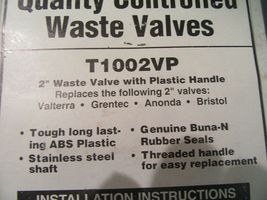 Quality Controlled
Waste Valves
T1002VP
2" Waste Valve with Plastic Handle
Replaces the following 2" valves:
Valterra • Grentec • Anonda • Bristol
• Tough long last-
ing ABS Plastic
• Stainless steel
shaft
• Genuine Buna-N
Rubber Seals
• Threaded handle
for easy replacement
INSTALLATION INSTRUCTIONS